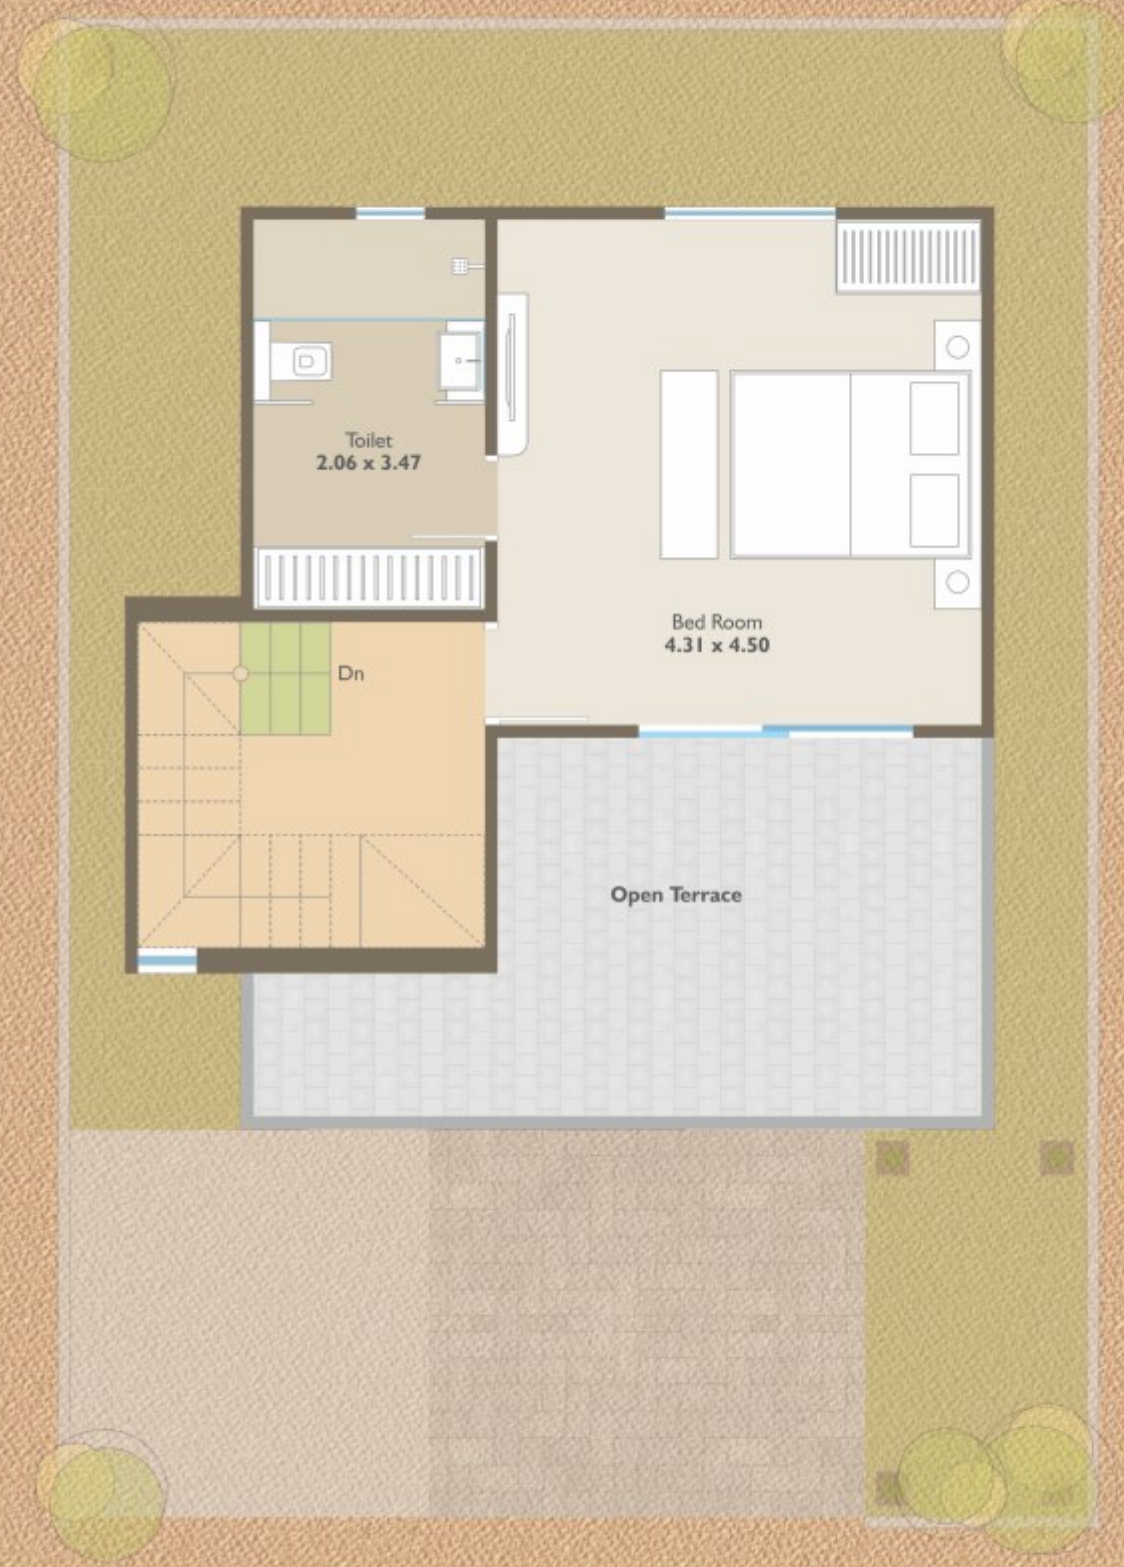 Toilet
2.06 x 3.47
Bed Room
4.31 x 4.50
Dn
Open Terrace